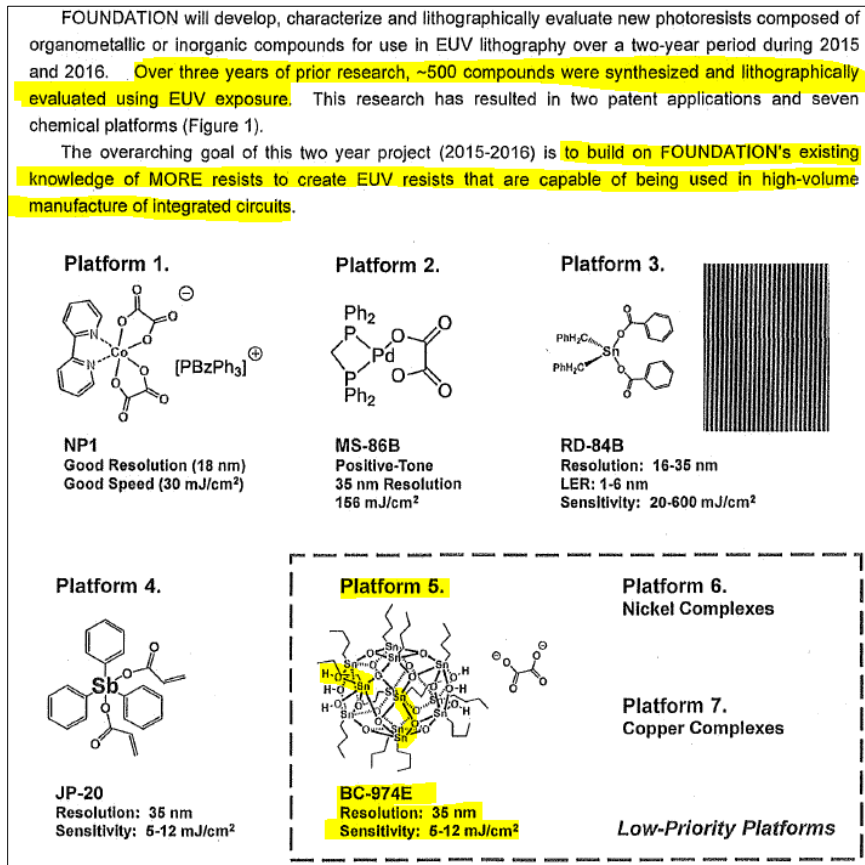 FOUNDATION will develop, characterize and lithographically evaluate new photoresists composed of
organometallic or inorganic compounds for use in EUV lithography over a two-year period during 2015
and 2016. Over three years of prior research, ~500 compounds were synthesized and lithographically
evaluated using EUV exposure. This research has resulted in two patent applications and seven
chemical platforms (Figure 1).
The overarching goal of this two year project (2015-2016) is to build on FOUNDATION's existing
knowledge of MORE resists to create EUV resists that are capable of being used in high-volume
manufacture of integrated circuits.
Platform 1.
Co
N
N
O
O
O
O
O
O
O
O
⊖
[PBzPh₃]⊕
NP1
Good Resolution (18 nm)
Good Speed (30 mJ/cm²)
Platform 2.
Ph₂
P
Pd
P
Ph₂
O
O
O
O
MS-86B
Positive-Tone
35 nm Resolution
156 mJ/cm²
Platform 3.
PhH₂C
Sn
PhH₂C
O
O
O
O
RD-84B
Resolution: 16-35 nm
LER: 1-6 nm
Sensitivity: 20-600 mJ/cm²
Platform 4.
Sb
O
O
O
O
JP-20
Resolution: 35 nm
Sensitivity: 5-12 mJ/cm²
Platform 5.
BC-974E
Resolution: 35 nm
Sensitivity: 5-12 mJ/cm²
Platform 6.
Nickel Complexes
Platform 7.
Copper Complexes
Low-Priority Platforms